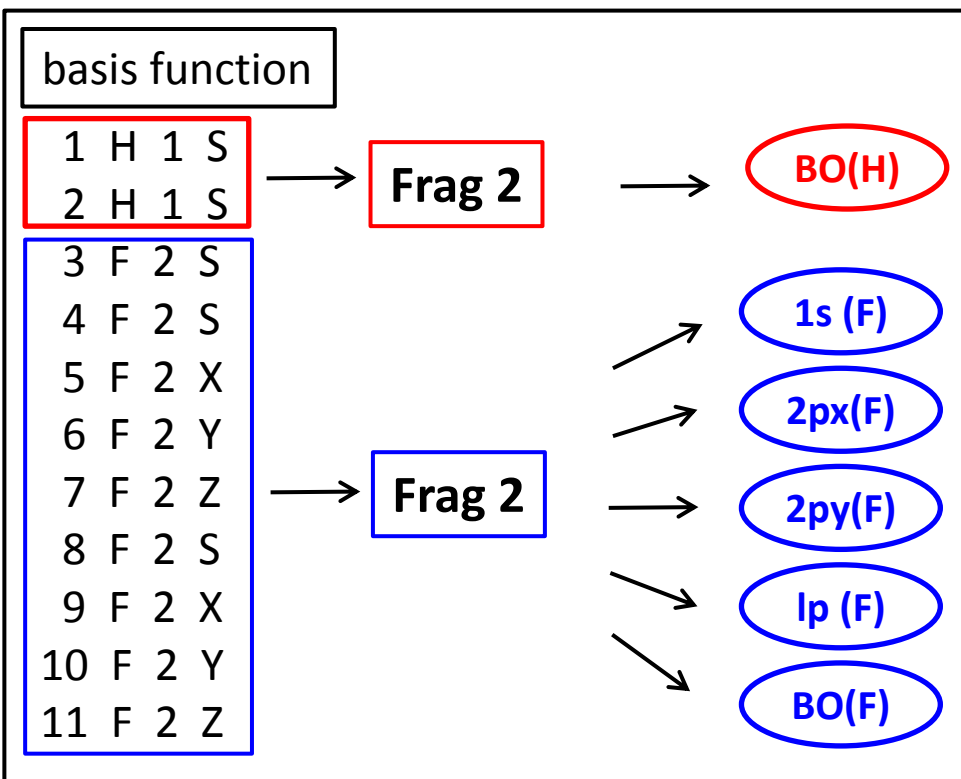 basis function
1 H 1 S
2 H 1 S
Frag 2
BO(H)
3 F 2 S
4 F 2 S
5 F 2 X
6 F 2 Y
7 F 2 Z
8 F 2 S
9 F 2 X
10 F 2 Y
11 F 2 Z
Frag 2
1s (F)
2px(F)
2py(F)
lp (F)
BO(F)